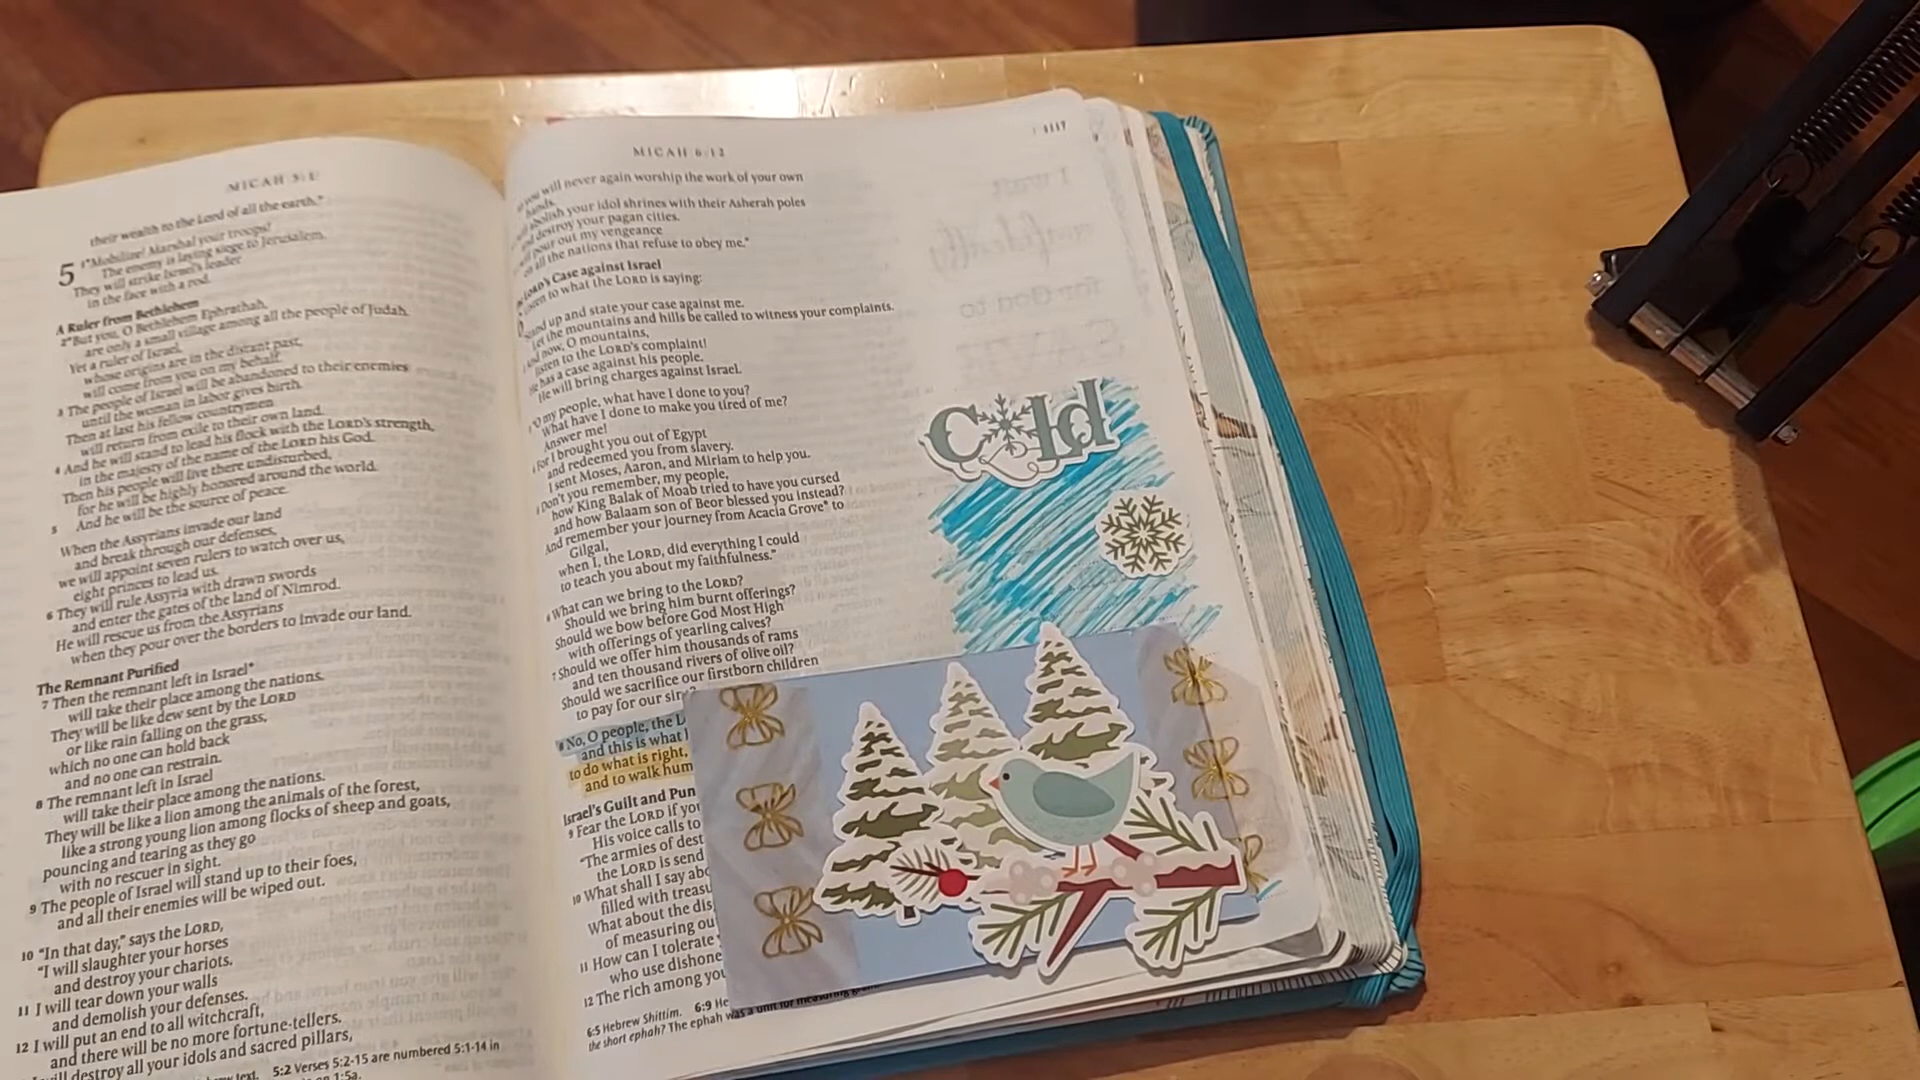 MICAH 5:1
their wealth to the Lord of all the earth.*
5 1*Mobilize! Marshal your troops!
The enemy is laying siege to Jerusalem.
They will strike Israel's leader
in the face with a rod.
A Ruler from Bethlehem
2*But you, O Bethlehem Ephrathah,
are only a small village among all the people of Judah.
Yet a ruler of Israel,
whose origins are in the distant past,
will come from you on my behalf.
3 The people of Israel will be abandoned to their enemies
until the woman in labor gives birth.
Then at last his fellow countrymen
will return from exile to their own land.
4 And he will stand to lead his flock with the LORD's strength,
in the majesty of the name of the LORD his God.
Then his people will live there undisturbed,
for he will be highly honored around the world.
5 And he will be the source of peace.
When the Assyrians invade our land
and break through our defenses,
we will appoint seven rulers to watch over us,
eight princes to lead us.
6 They will rule Assyria with drawn swords
and enter the gates of the land of Nimrod.
He will rescue us from the Assyrians
when they pour over the borders to invade our land.
The Remnant Purified
7 Then the remnant left in Israel*
will take their place among the nations.
They will be like dew sent by the LORD
or like rain falling on the grass,
which no one can hold back
and no one can restrain.
8 The remnant left in Israel
will take their place among the nations.
They will be like a lion among the animals of the forest,
like a strong young lion among flocks of sheep and goats,
pouncing and tearing as they go
with no rescuer in sight.
9 The people of Israel will stand up to their foes,
and all their enemies will be wiped out.
10 "In that day," says the LORD,
"I will slaughter your horses
and destroy your chariots.
11 I will tear down your walls
and demolish your defenses.
12 I will put an end to all witchcraft,
and there will be no more fortune-tellers.
will destroy all your idols and sacred pillars,
text. 5:2 Verses 5:2-15 are numbered 5:1-14 in
on 1:5a.
MICAH 6:12
1117
you will never again worship the work of your own
hands.
abolish your idol shrines with their Asherah poles
and destroy your pagan cities.
will pour out my vengeance
on all the nations that refuse to obey me."
LORD's Case against Israel
Listen to what the LORD is saying:
"Stand up and state your case against me.
Let the mountains and hills be called to witness your complaints.
And now, O mountains,
listen to the LORD's complaint!
He has a case against his people.
He will bring charges against Israel.
"O my people, what have I done to you?
What have I done to make you tired of me?
Answer me!
For I brought you out of Egypt
and redeemed you from slavery.
I sent Moses, Aaron, and Miriam to help you.
Don't you remember, my people,
how King Balak of Moab tried to have you cursed
and how Balaam son of Beor blessed you instead?
And remember your journey from Acacia Grove* to
Gilgal,
when I, the LORD, did everything I could
to teach you about my faithfulness."
6 What can we bring to the LORD?
Should we bring him burnt offerings?
Should we bow before God Most High
with offerings of yearling calves?
7 Should we offer him thousands of rams
and ten thousand rivers of olive oil?
Should we sacrifice our firstborn children
to pay for our sins?
8 No, O people, the L
and this is what
to do what is right,
and to walk hum
Israel's Guilt and Pun
9 Fear the LORD if you
His voice calls to
"The armies of dest
the LORD is send
10 What shall I say abo
filled with treasu
What about the dis
of measuring ou
11 How can I tolerate
who use dishone
12 The rich among you
6:5 Hebrew Shittim. 6:9 He
the short ephah? The ephah was a unit for measuring
Cold